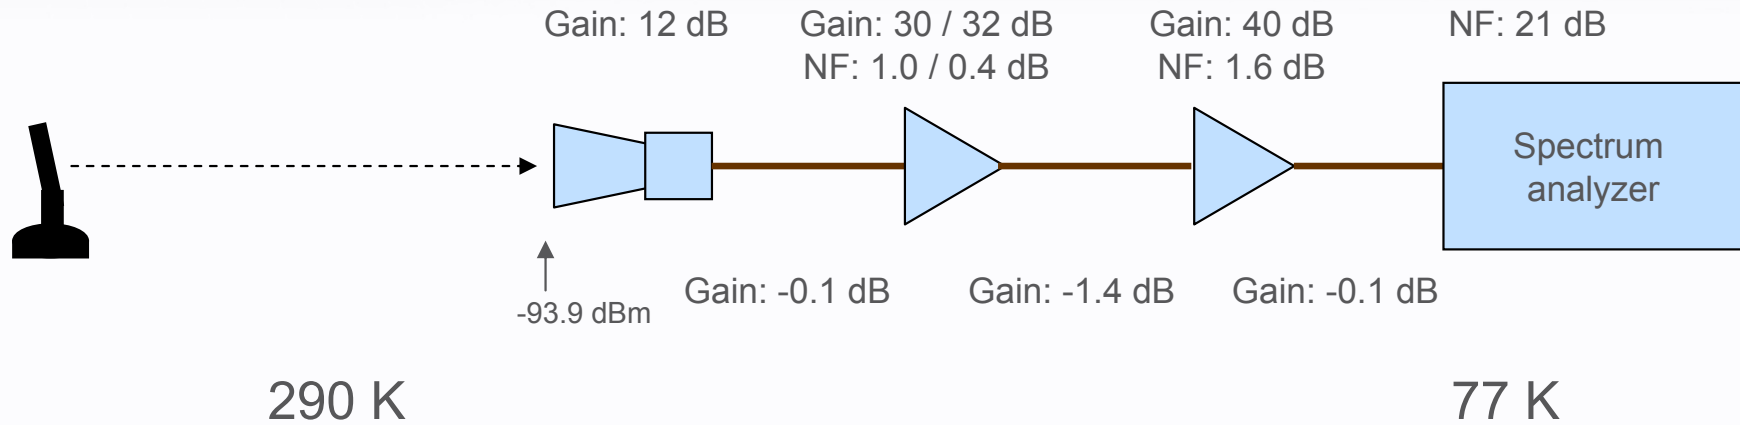 Gain: 12 dB
Gain: 30 / 32 dB
NF: 1.0 / 0.4 dB
Gain: 40 dB
NF: 1.6 dB
NF: 21 dB
Spectrum
analyzer
-93.9 dBm
Gain: -0.1 dB
Gain: -1.4 dB
Gain: -0.1 dB
290 K
77 K